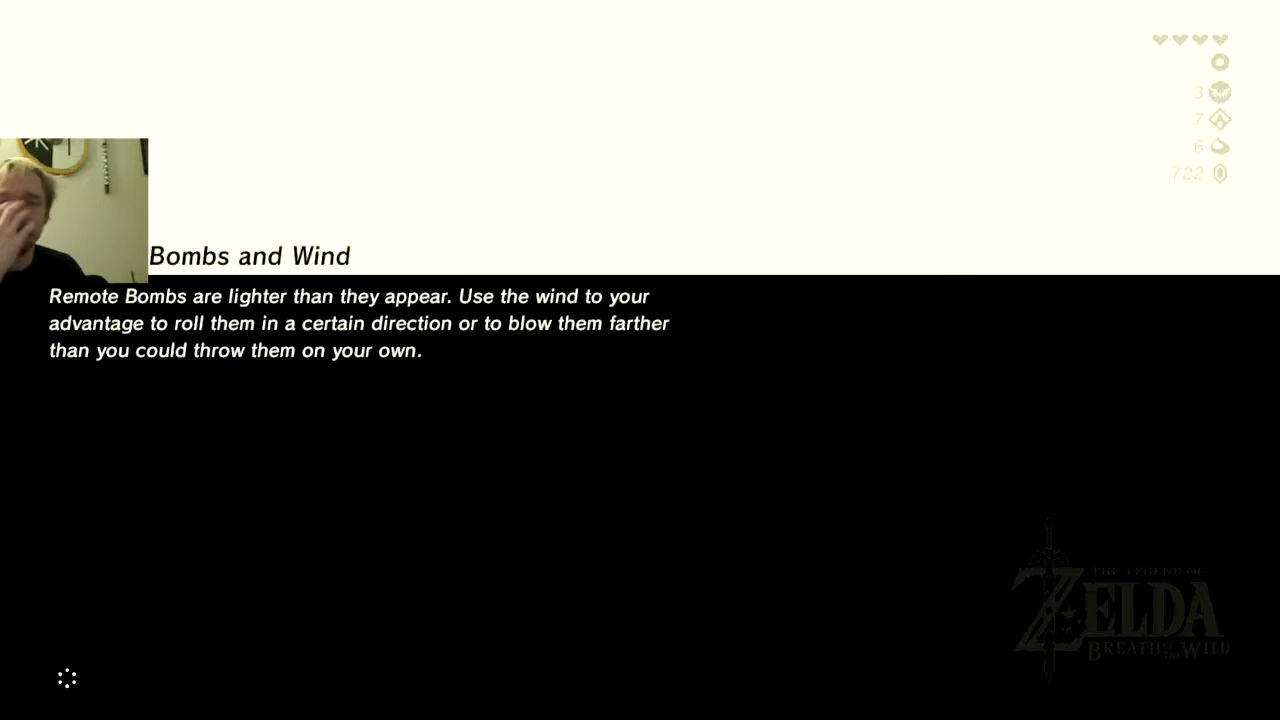 3
7
6
722
Bombs and Wind
Remote Bombs are lighter than they appear. Use the wind to your
advantage to roll them in a certain direction or to blow them farther
than you could throw them on your own.
THE LEGEND OF
ZELDA
BREATH OF THE WILD